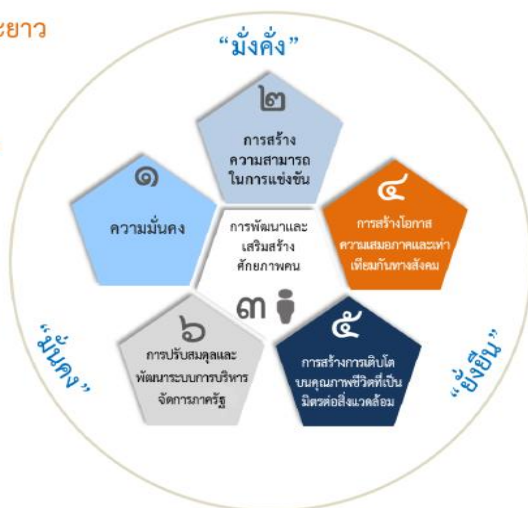 ะยาว
“มั่งคั่ง”
๒
การสร้าง
ความสามารถ
ในการแข่งขัน
๑
ความมั่นคง
๔
การสร้างโอกาส
ความเสมอภาคและเท่า
เทียมกันทางสังคม
การพัฒนาและ
เสริมสร้าง
ศักยภาพคน
๓
๖
การปรับสมดุลและ
พัฒนาระบบการบริหาร
จัดการภาครัฐ
๕
การสร้างการเติบโต
บนคุณภาพชีวิตที่เป็น
มิตรต่อสิ่งแวดล้อม
“มั่นคง”
“ยั่งยืน”